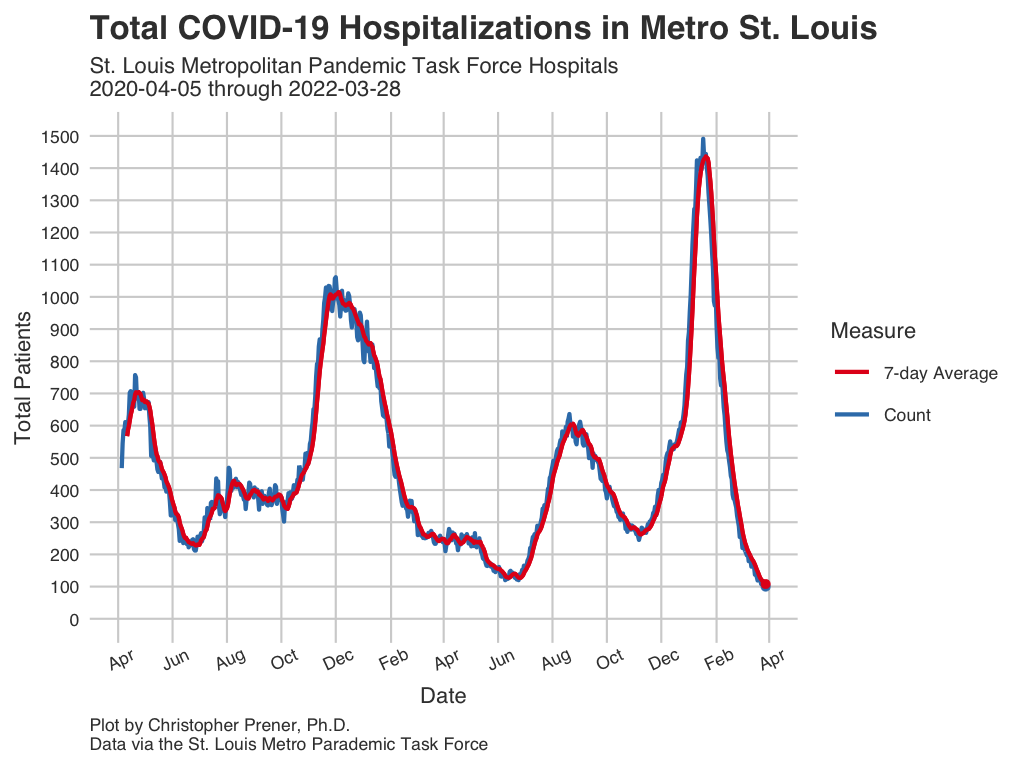 Total COVID-19 Hospitalizations in Metro St. Louis
St. Louis Metropolitan Pandemic Task Force Hospitals
2020-04-05 through 2022-03-28
1500
1400
1300
1200
1100
1000
900
800
700
600
500
400
300
200
100
0
Total Patients
Apr Jun Aug Oct Dec Feb Apr Jun Aug Oct Dec Feb Apr
Date
Measure
7-day Average
Count
Plot by Christopher Prener, Ph.D.
Data via the St. Louis Metro Parademic Task Force